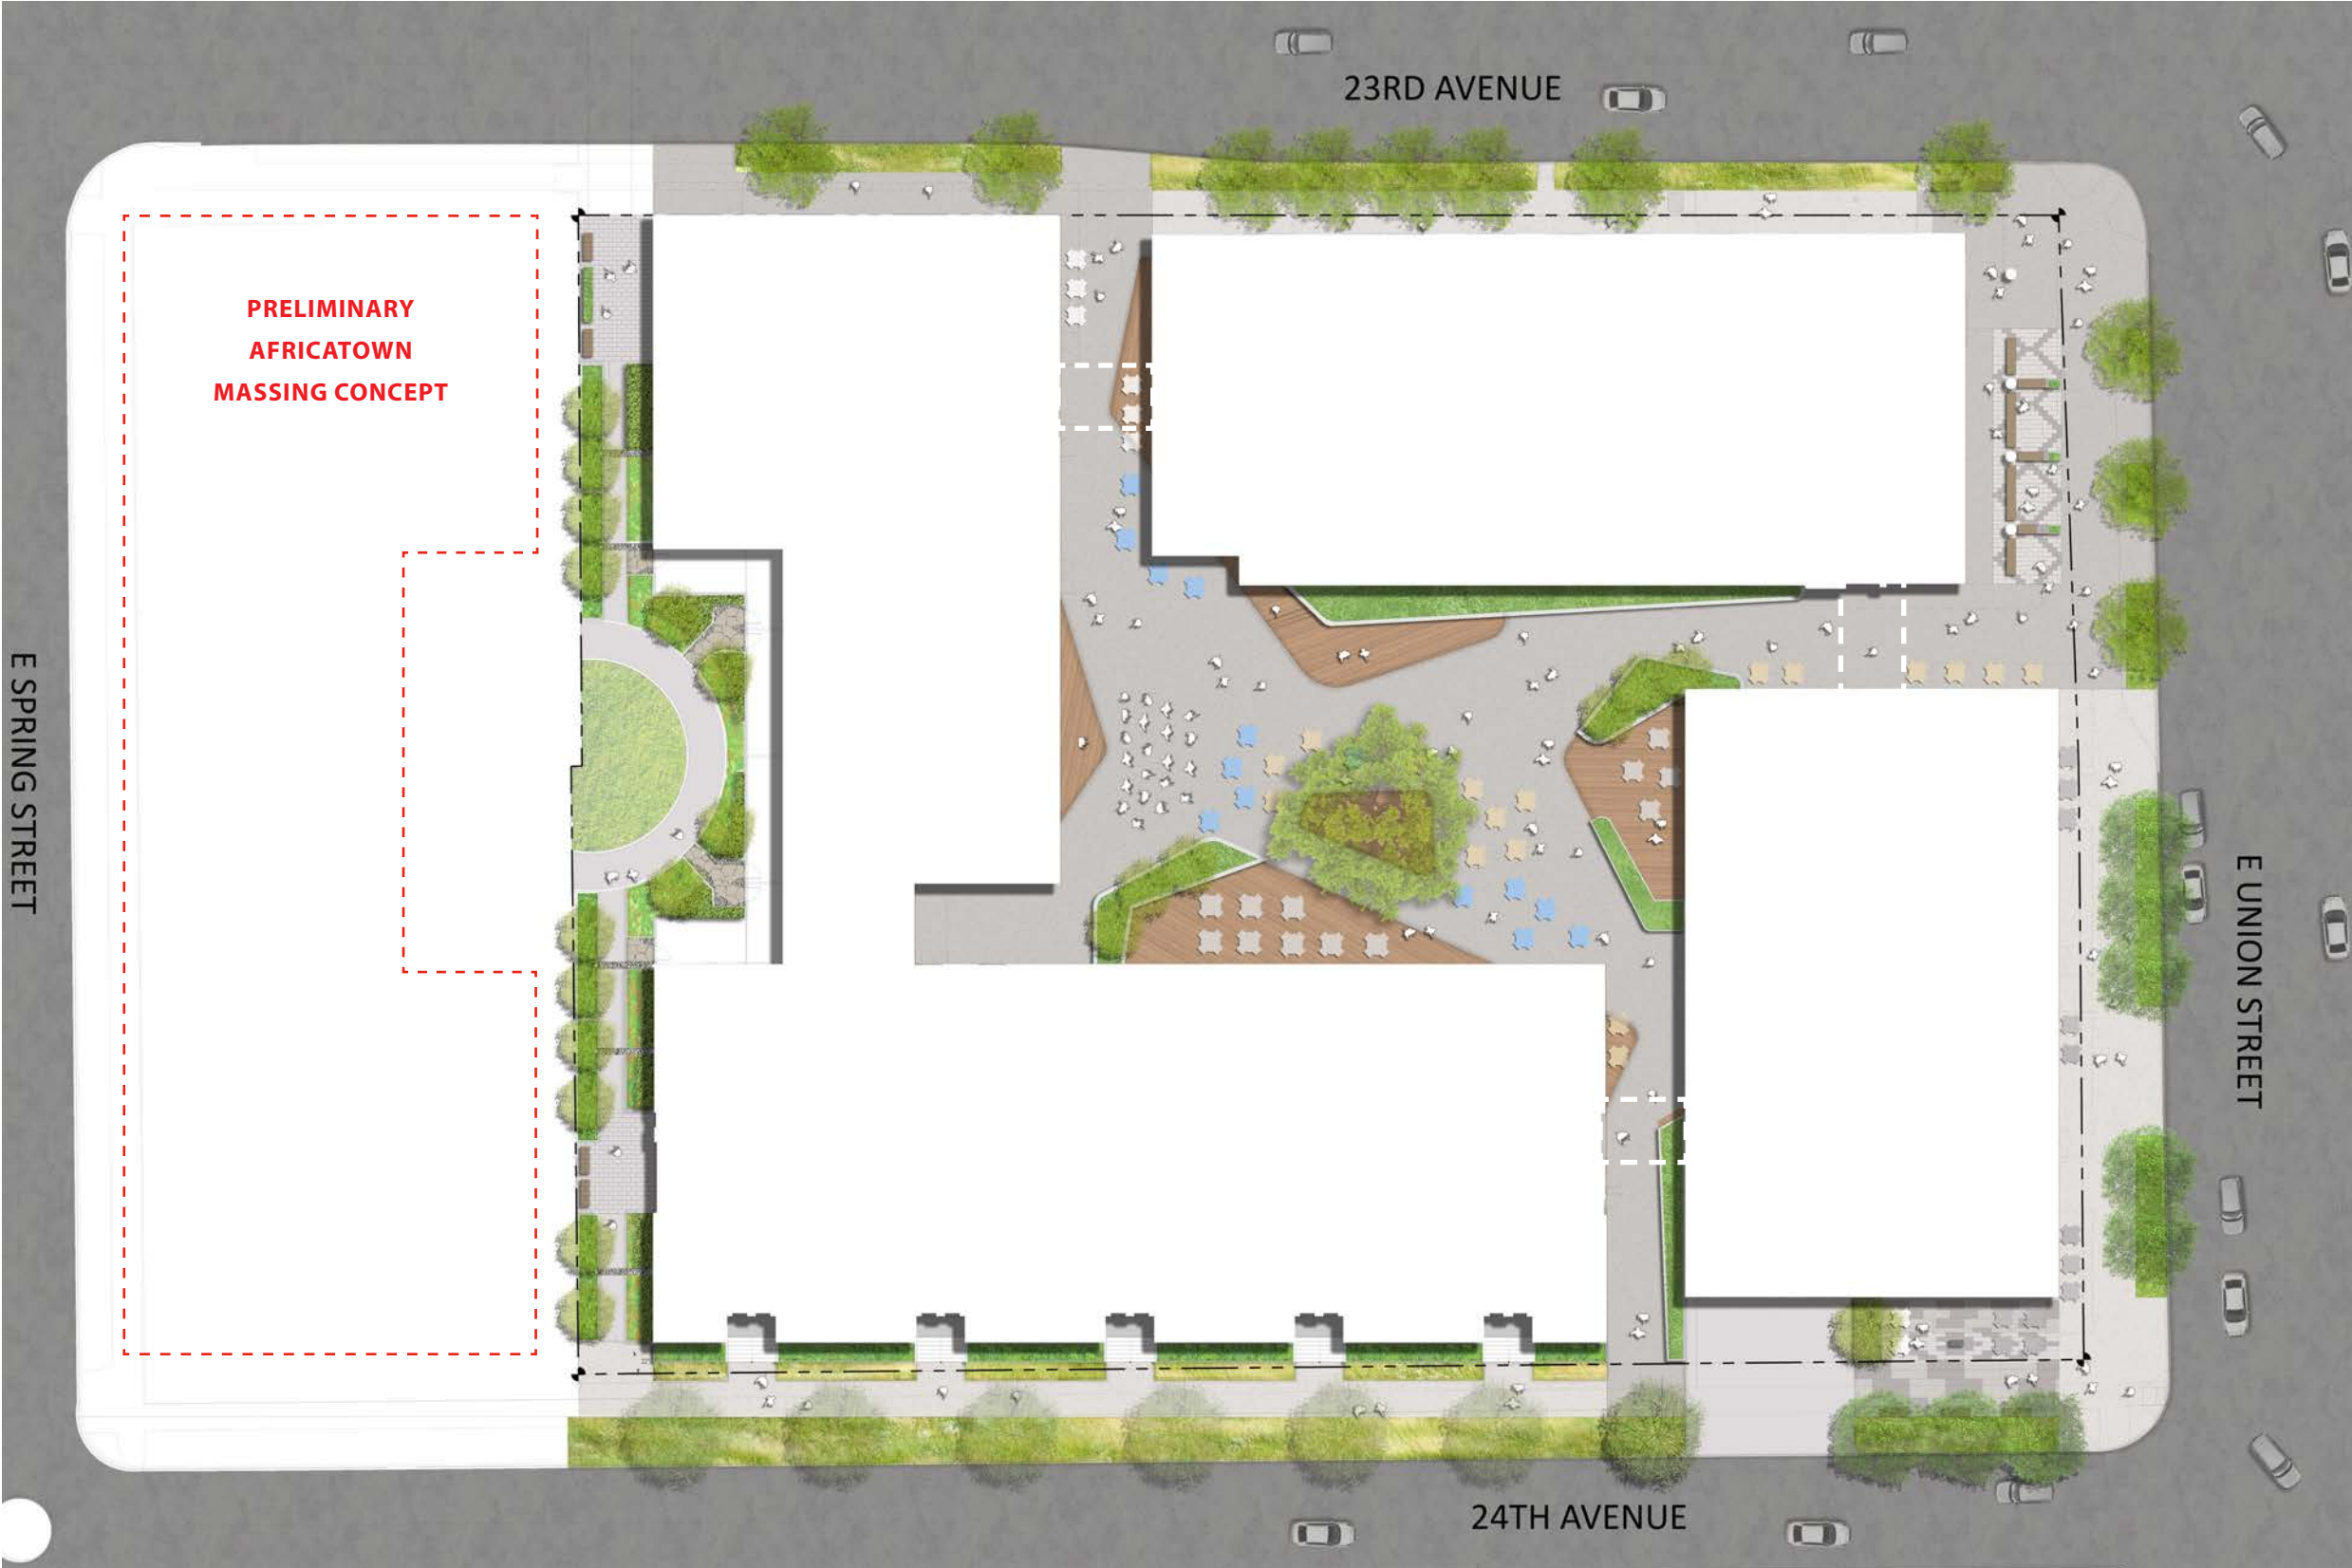 23RD AVENUE
PRELIMINARY
AFRICATOWN
MASSING CONCEPT
E SPRING STREET
E UNION STREET
24TH AVENUE